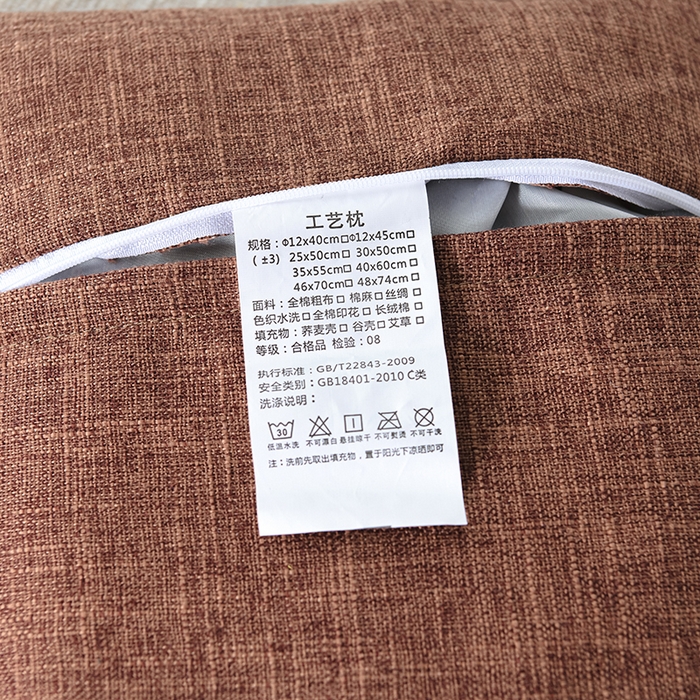 工艺枕
规格：Φ12x40cm□Φ12x45cm□
(±3) 25x50cm□ 30x50cm□
35x55cm□ 40x60cm□
46x70cm□ 48x74cm□
面料：全棉粗布□ 棉麻□丝绸□
色织水洗□全棉印花□长绒棉□
填充物：荞麦壳□谷壳□艾草□
等级：合格品 检验：08
执行标准：GB/T22843-2009
安全类别：GB18401-2010 C类
洗涤说明：
30
低温水洗 不可漂白 悬挂晾干 不可熨烫 不可干洗
注：洗前先取出填充物，置于阳光下凉晒即可